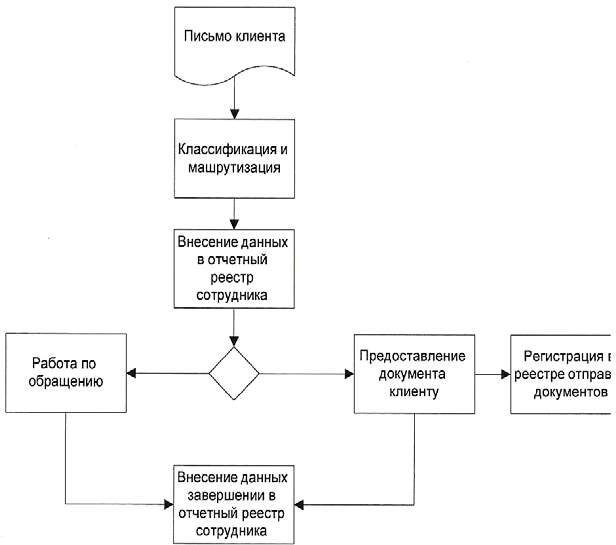 Письмо клиента
Классификация и
машрутизация
Внесение данных
в отчетный
реестр
сотрудника
Работа по
обращению
Предоставление
документа
клиенту
Регистрация в
реестре отправ
документов
Внесение данных
завершении в
отчетный реестр
сотрудника